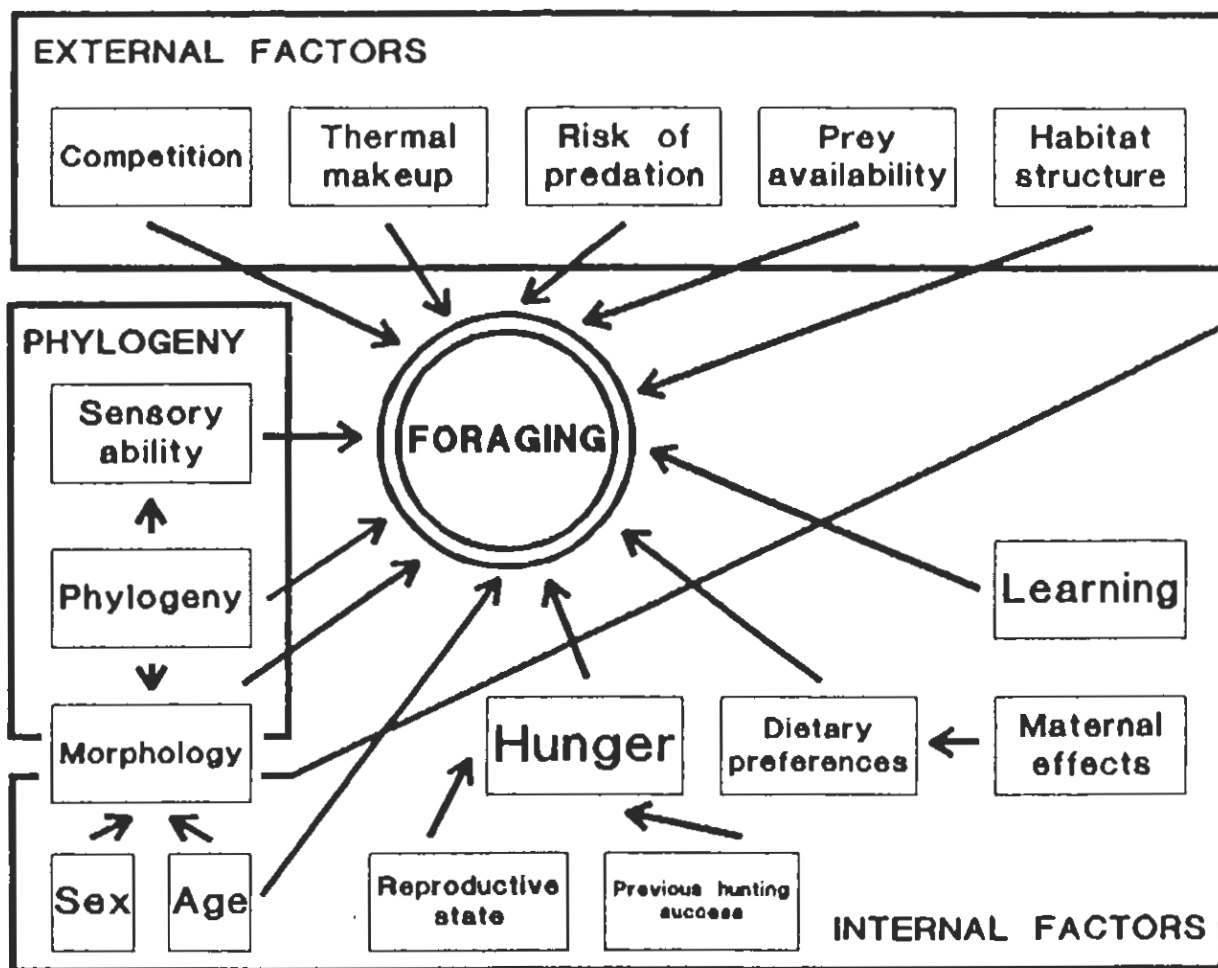 EXTERNAL FACTORS
Competition
Thermal
makeup
Risk of
predation
Prey
availability
Habitat
structure
PHYLOGENY
Sensory
ability
FORAGING
Phylogeny
Learning
Morphology
Hunger
Dietary
preferences
Maternal
effects
Sex
Age
Reproductive
state
Previous hunting
success
INTERNAL FACTORS